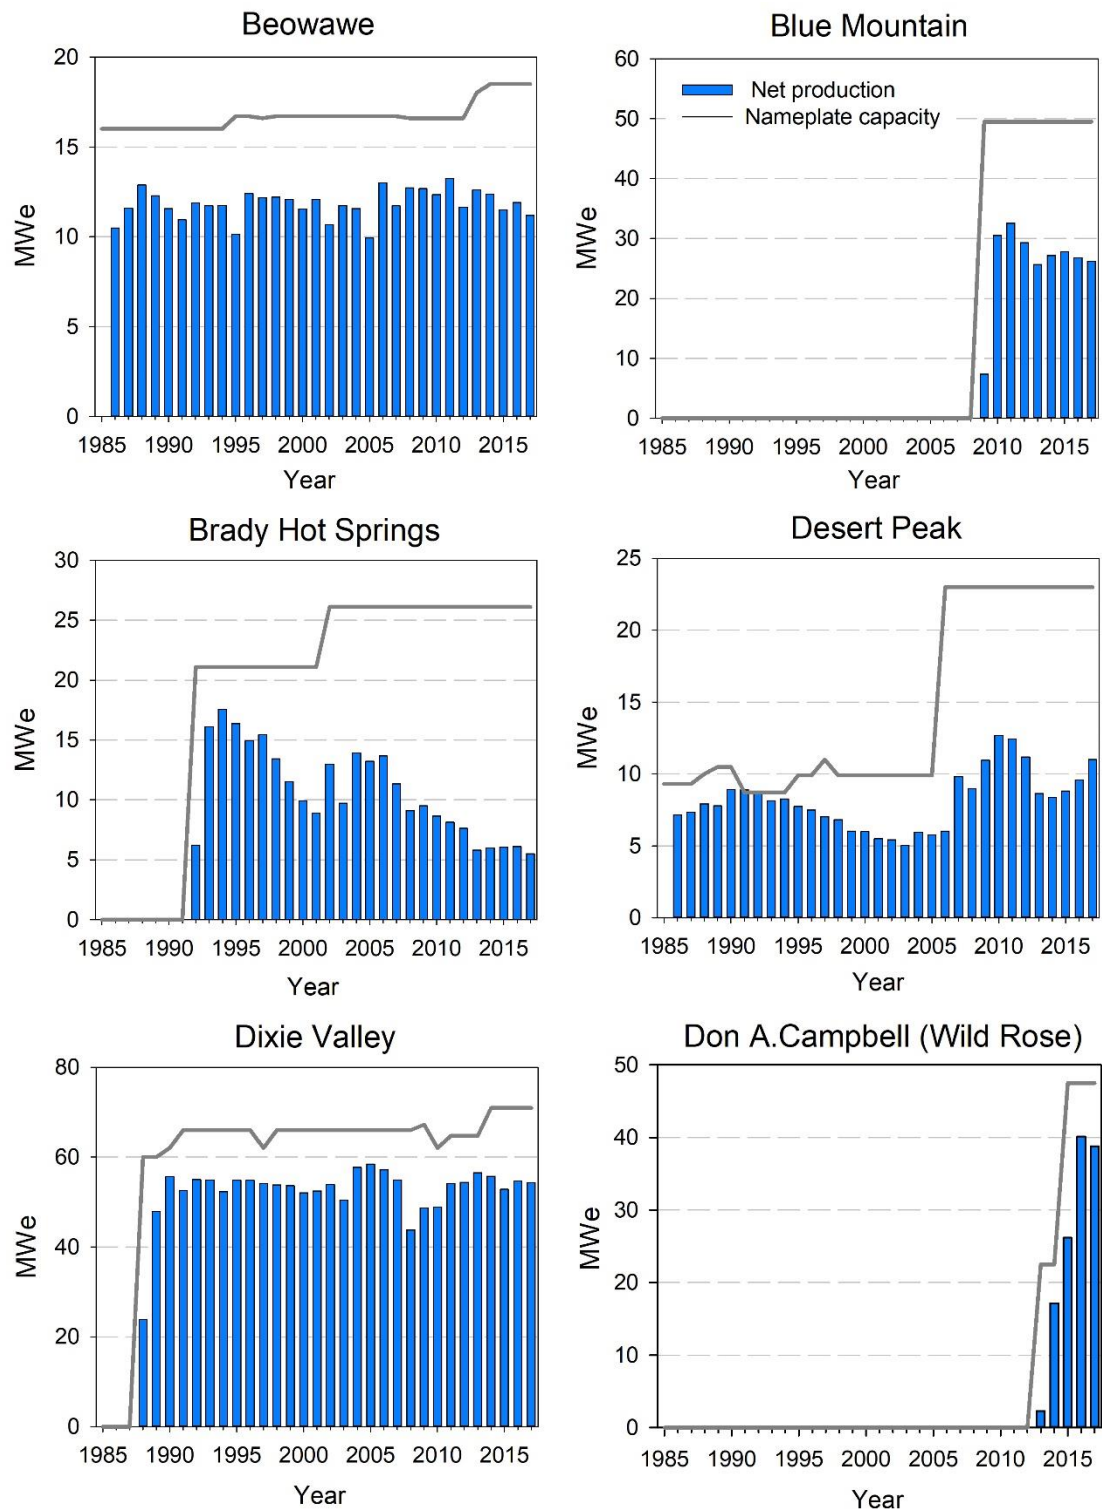 Beowawe
20
15
10
5
0
MWe
1985 1990 1995 2000 2005 2010 2015
Year
Blue Mountain
60
50
40
30
20
10
0
MWe
Net production
Nameplate capacity
1985 1990 1995 2000 2005 2010 2015
Year
Brady Hot Springs
30
25
20
15
10
5
0
MWe
1985 1990 1995 2000 2005 2010 2015
Year
Desert Peak
25
20
15
10
5
0
MWe
1985 1990 1995 2000 2005 2010 2015
Year
Dixie Valley
80
60
40
20
0
MWe
1985 1990 1995 2000 2005 2010 2015
Year
Don A.Campbell (Wild Rose)
50
40
30
20
10
0
MWe
1985 1990 1995 2000 2005 2010 2015
Year